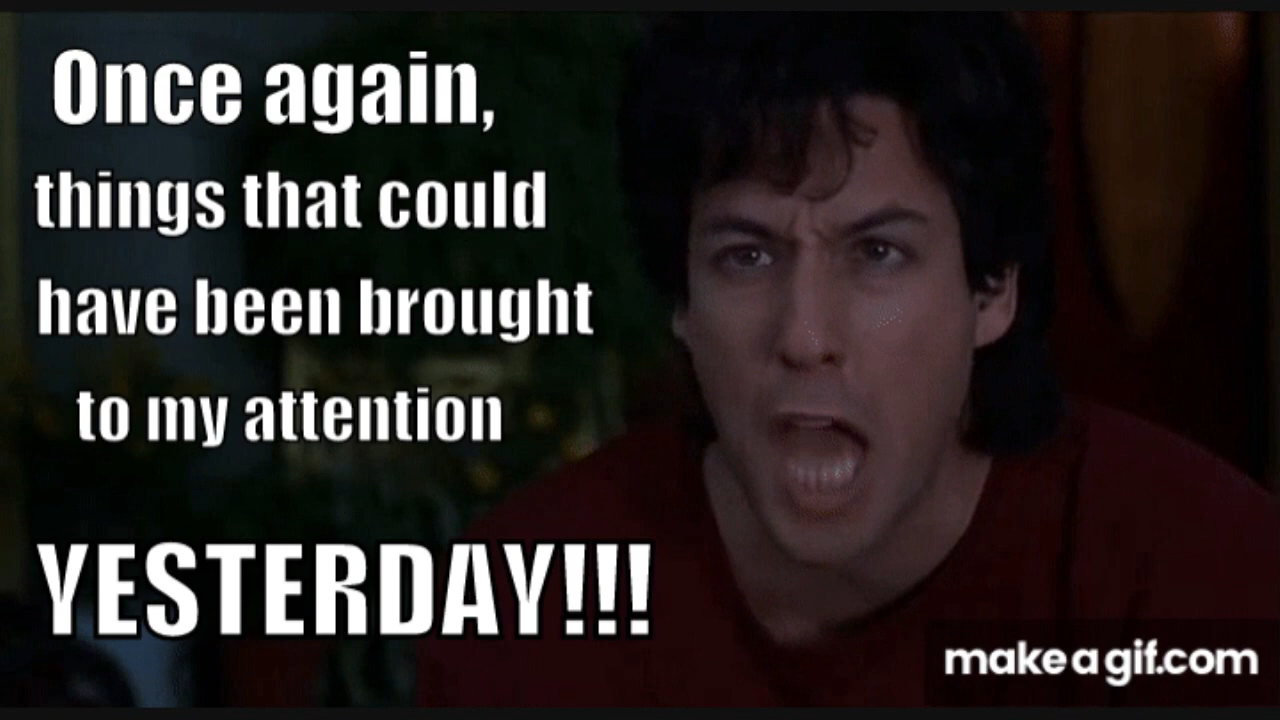 Once again,
things that could
have been brought
to my attention
YESTERDAY!!!
makeagif.com